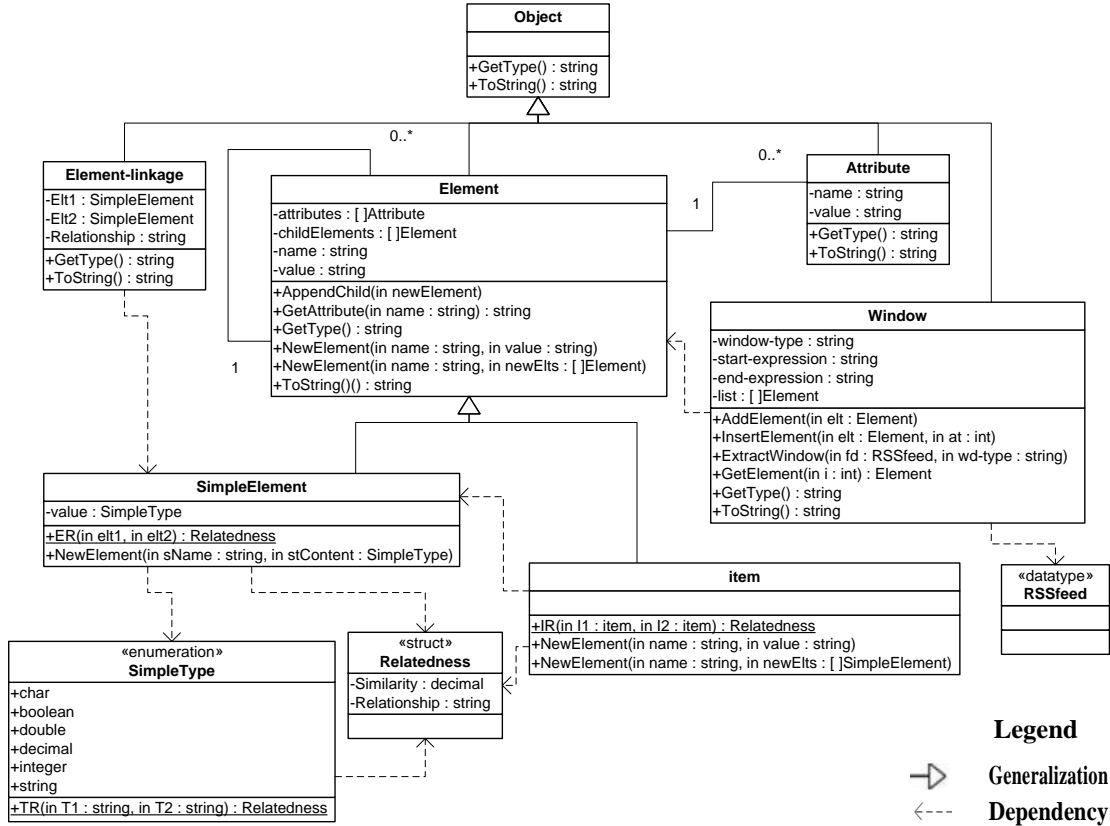 Object
+GetType() : string
+ToString() : string
0..*
Element-linkage
-Elt1 : SimpleElement
-Elt2 : SimpleElement
-Relationship : string
+GetType() : string
+ToString() : string
Element
-attributes : [ ]Attribute
-childElements : [ ]Element
-name : string
-value : string
+AppendChild(in newElement)
+GetAttribute(in name : string) : string
+GetType() : string
+NewElement(in name : string, in value : string)
+NewElement(in name : string, in newElts : [ ]Element)
+ToString()() : string
1
0..*
1
Attribute
-name : string
-value : string
+GetType() : string
+ToString() : string
Window
-window-type : string
-start-expression : string
-end-expression : string
-list : [ ]Element
+AddElement(in elt : Element)
+InsertElement(in elt : Element, in at : int)
+ExtractWindow(in fd : RSSfeed, in wd-type : string)
+GetElement(in i : int) : Element
+GetType() : string
+ToString() : string
SimpleElement
-value : SimpleType
+ER(in elt1, in elt2) : Relatedness
+NewElement(in sName : string, in stContent : SimpleType)
item
+IR(in I1 : item, in I2 : item) : Relatedness
+NewElement(in name : string, in value : string)
+NewElement(in name : string, in newElts : [ ]SimpleElement)
«datatype»
RSSfeed
«enumeration»
SimpleType
+char
+boolean
+double
+decimal
+integer
+string
+TR(in T1 : string, in T2 : string) : Relatedness
«struct»
Relatedness
-Similarity : decimal
-Relationship : string
Legend
Generalization
Dependency